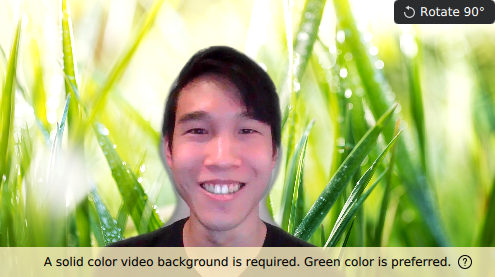 Rotate 90°
A solid color video background is required. Green color is preferred.